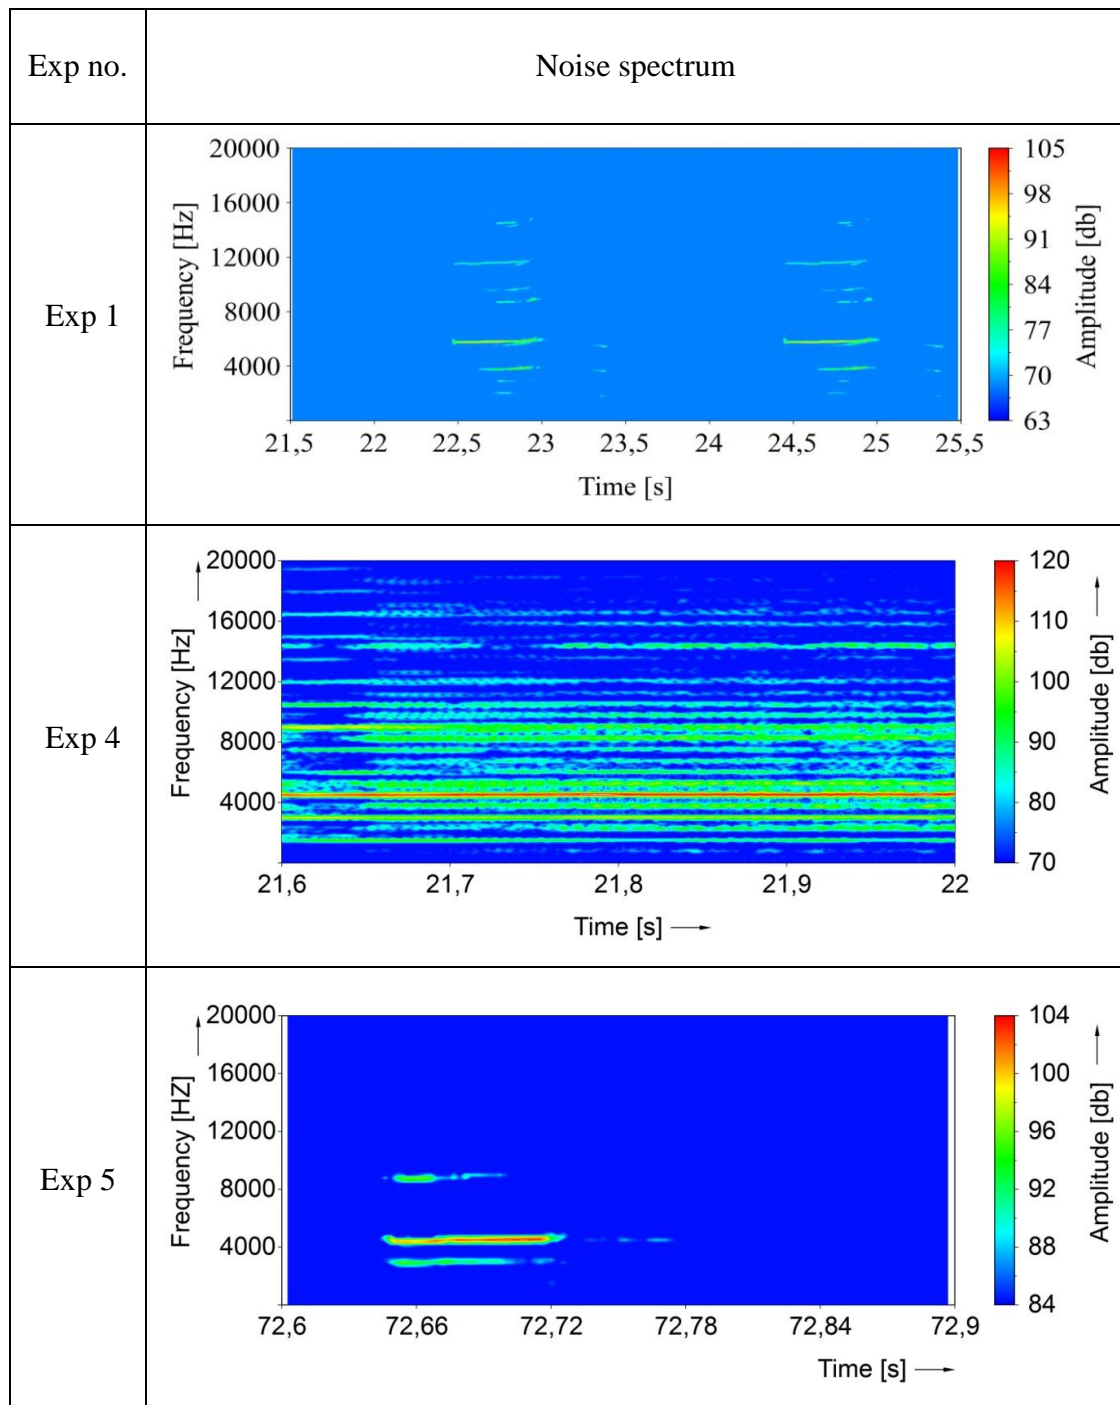 Exp no.
Noise spectrum
Exp 1
Frequency [Hz]
20000
16000
12000
8000
4000
21,5 22 22,5 23 23,5 24 24,5 25 25,5
Time [s]
105
98
91
84
77
70
63
Amplitude [db]
Exp 4
Frequency [Hz]
20000
16000
12000
8000
4000
21,6 21,7 21,8 21,9 22
Time [s]
120
110
100
90
80
70
Amplitude [db]
Exp 5
Frequency [HZ]
20000
16000
12000
8000
4000
72,6 72,66 72,72 72,78 72,84 72,9
Time [s]
104
100
96
92
88
84
Amplitude [db]